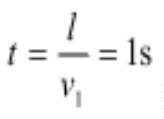 t = l/v₁ = 1s